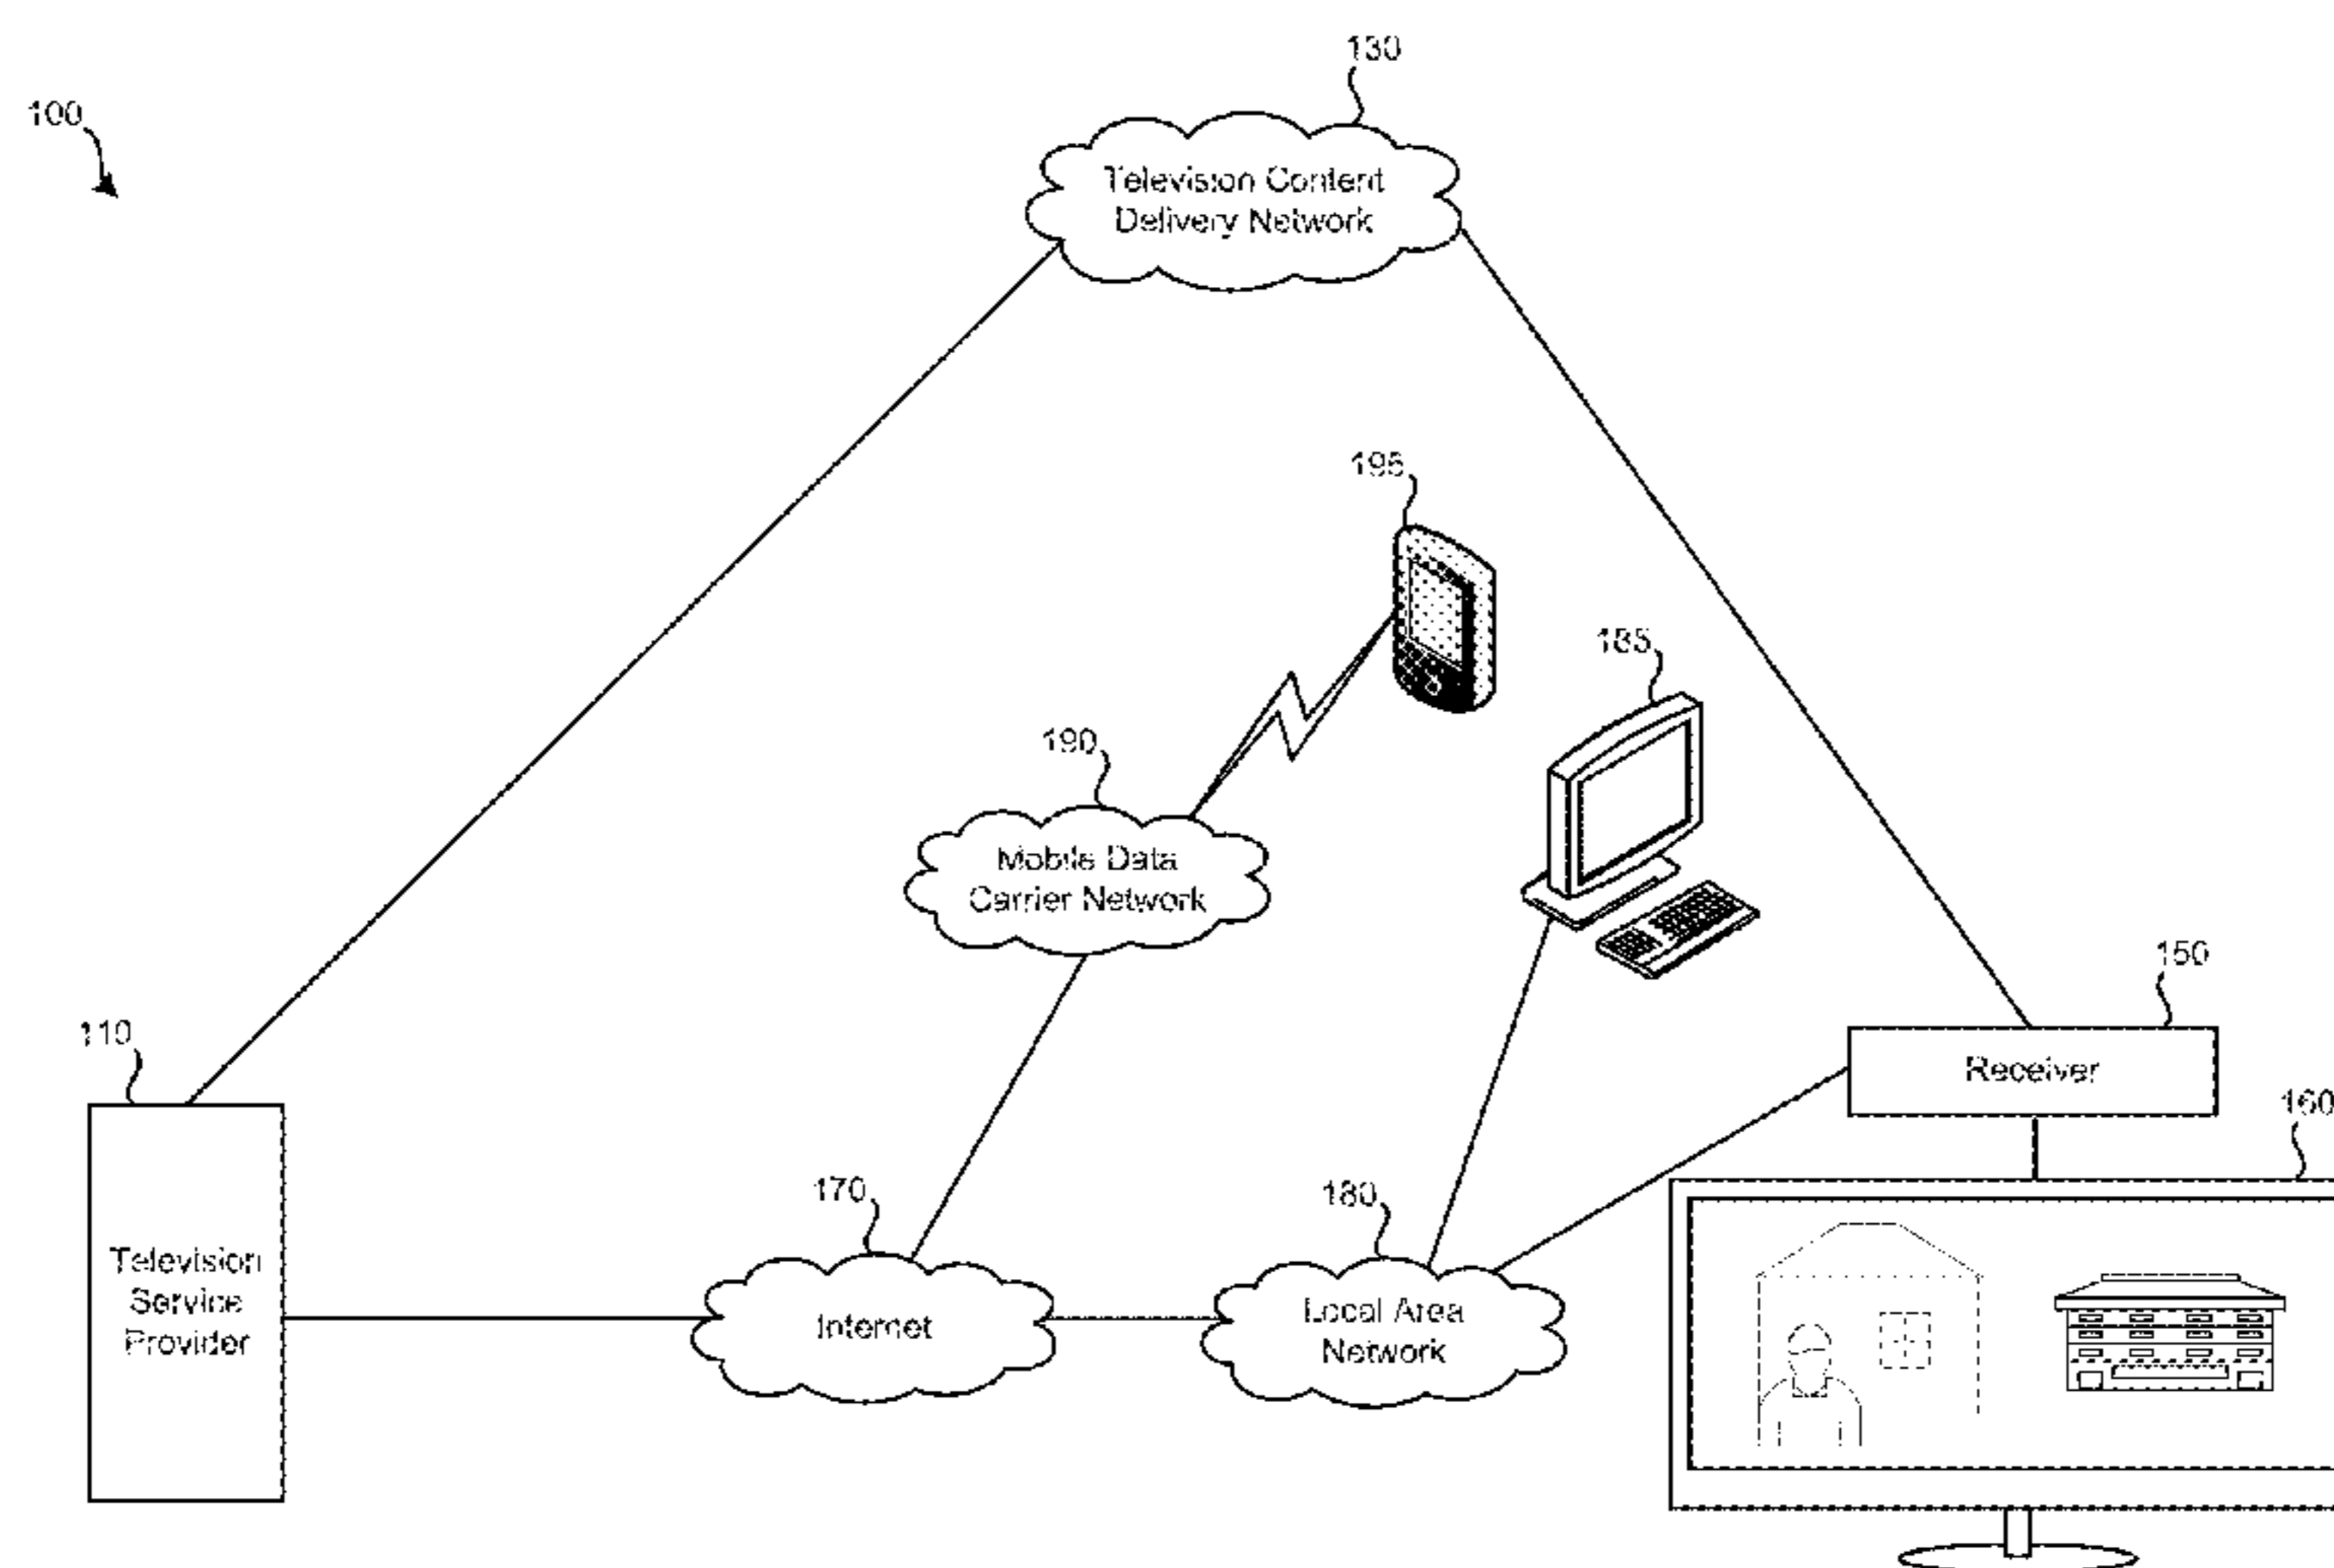 130
100
Television Content
Delivery Network
195
185
190
Mobile Data
Carrier Network
150
110
Receiver
160
170
180
Television
Service
Provider
Internet
Local Area
Network